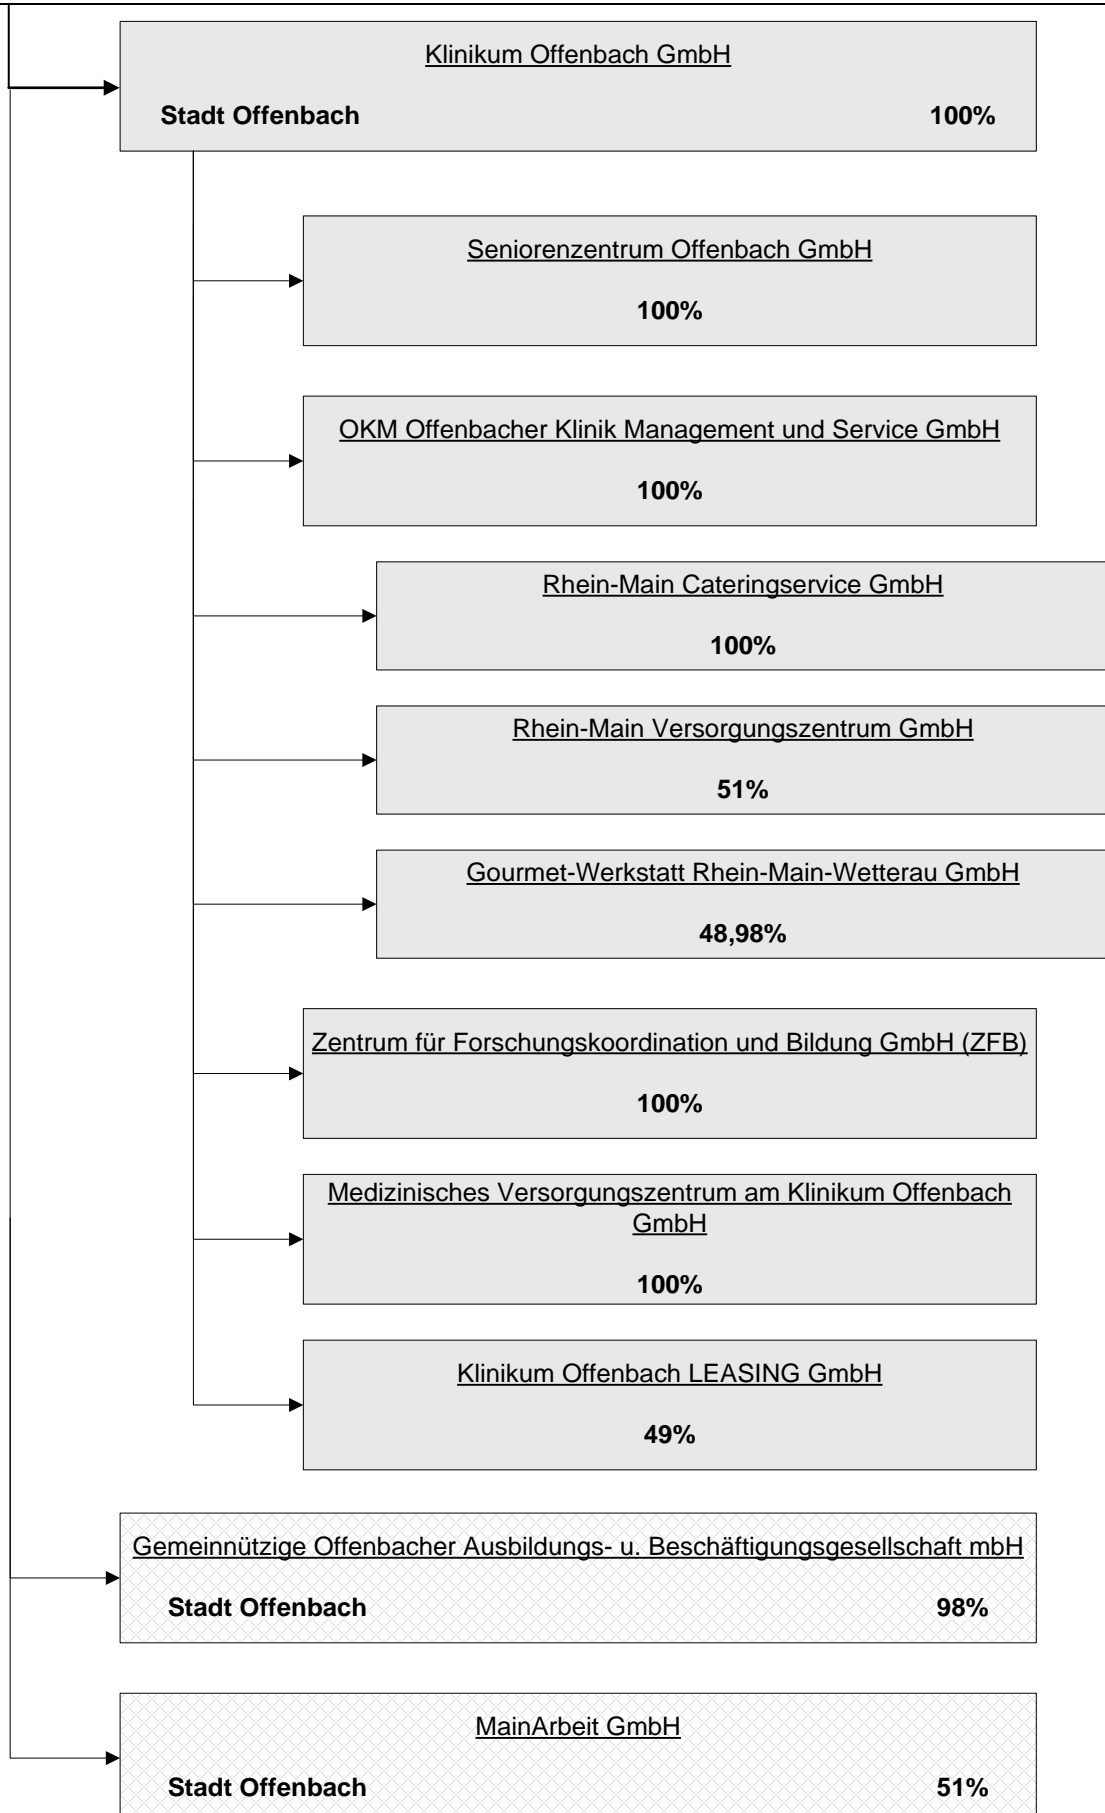 Klinikum Offenbach GmbH
Stadt Offenbach 100%
Seniorenzentrum Offenbach GmbH
100%
OKM Offenbacher Klinik Management und Service GmbH
100%
Rhein-Main Cateringservice GmbH
100%
Rhein-Main Versorgungszentrum GmbH
51%
Gourmet-Werkstatt Rhein-Main-Wetterau GmbH
48,98%
Zentrum für Forschungskoordination und Bildung GmbH (ZFB)
100%
Medizinisches Versorgungszentrum am Klinikum Offenbach
GmbH
100%
Klinikum Offenbach LEASING GmbH
49%
Gemeinnützige Offenbacher Ausbildungs- u. Beschäftigungsgesellschaft mbH
Stadt Offenbach 98%
MainArbeit GmbH
Stadt Offenbach 51%